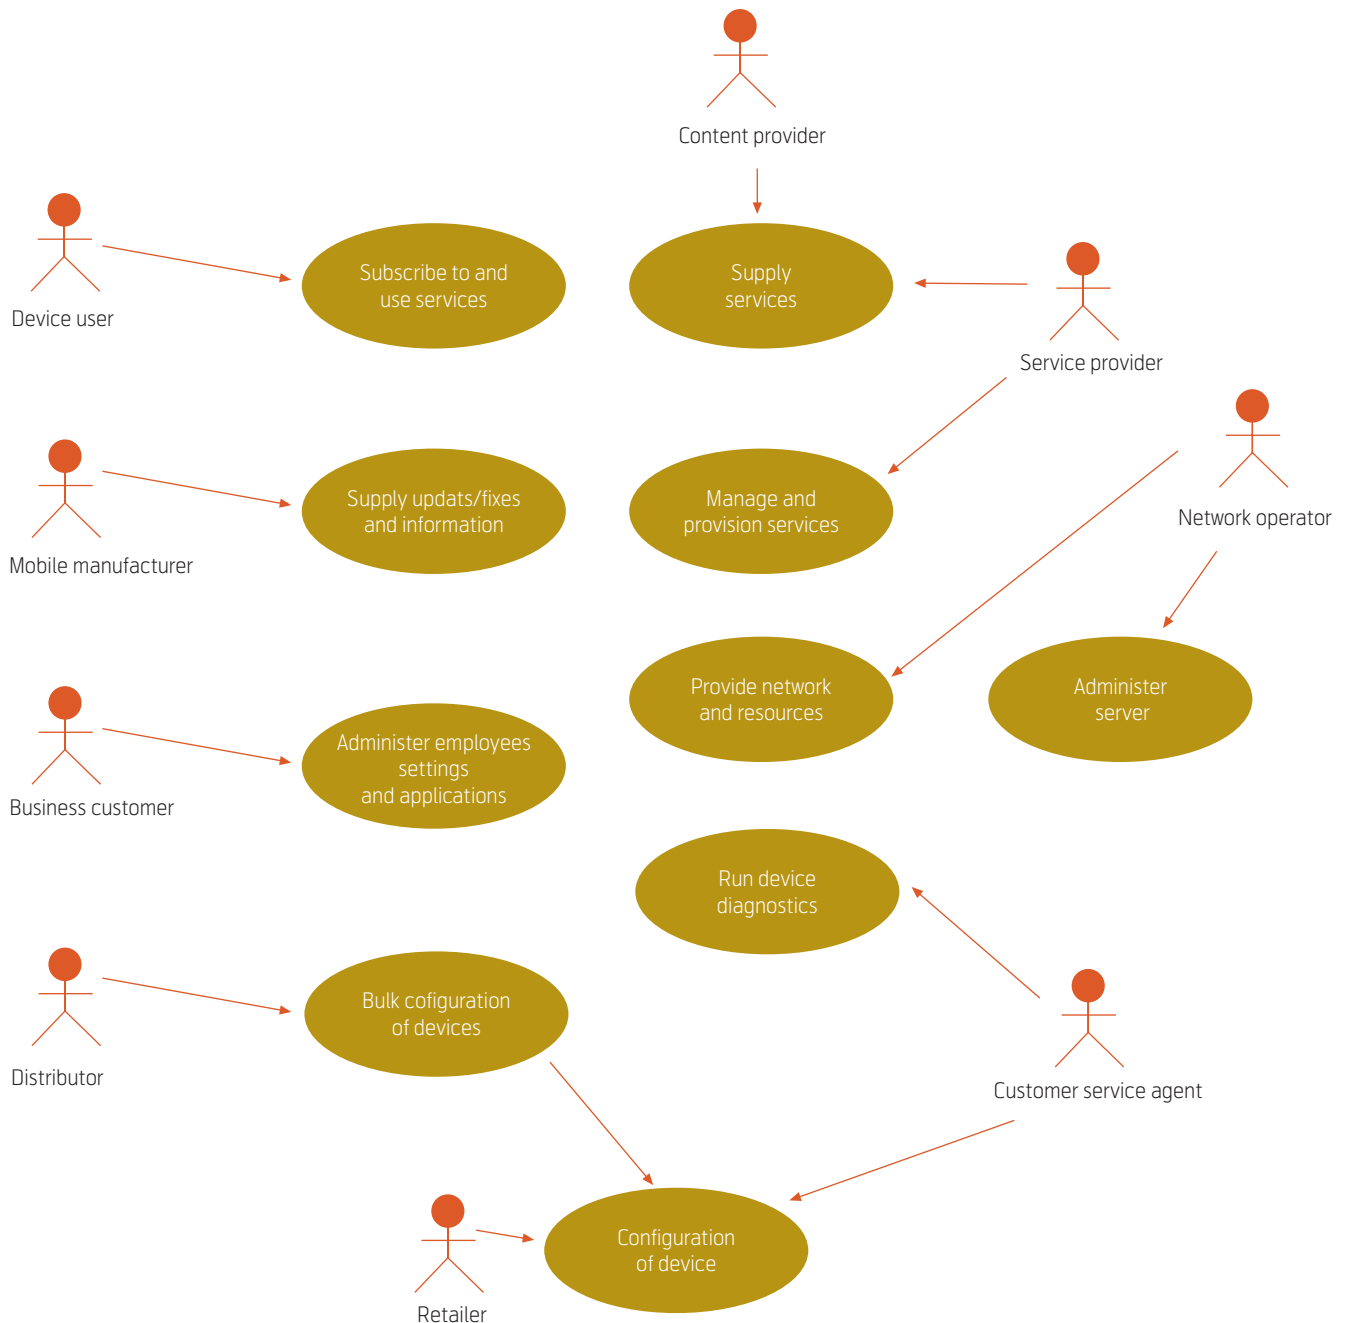 Content provider
Device user
Subscribe to and
use services
Supply
services
Service provider
Mobile manufacturer
Supply updats/fixes
and information
Manage and
provision services
Network operator
Business customer
Administer employees
settings
and applications
Provide network
and resources
Administer
server
Run device
diagnostics
Distributor
Bulk cofiguration
of devices
Customer service agent
Retailer
Configuration
of device